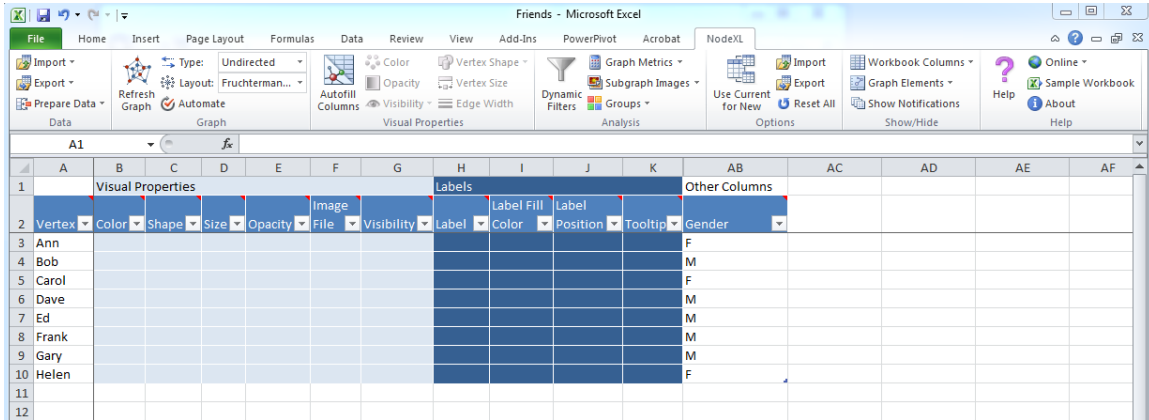 Friends - Microsoft Excel
File Home Insert Page Layout Formulas Data Review View Add-Ins PowerPivot Acrobat NodeXL
Import Type: Undirected Color Vertex Shape Graph Metrics Import Workbook Columns Online
Export Layout: Fruchterman... Opacity Vertex Size Subgraph Images Export Graph Elements Sample Workbook
Prepare Data Refresh Graph Automate Autofill Columns Visibility Edge Width Dynamic Filters Groups Use Current for New Reset All Show Notifications Help About
Data Graph Visual Properties Analysis Options Show/Hide Help
A1 fx
A B C D E F G H I J K AB AC AD AE AF
1 Visual Properties Labels Other Columns
2 Vertex Color Shape Size Opacity Image File Visibility Label Label Fill Color Label Position Tooltip Gender
3 Ann F
4 Bob M
5 Carol F
6 Dave M
7 Ed M
8 Frank M
9 Gary M
10 Helen F
11
12